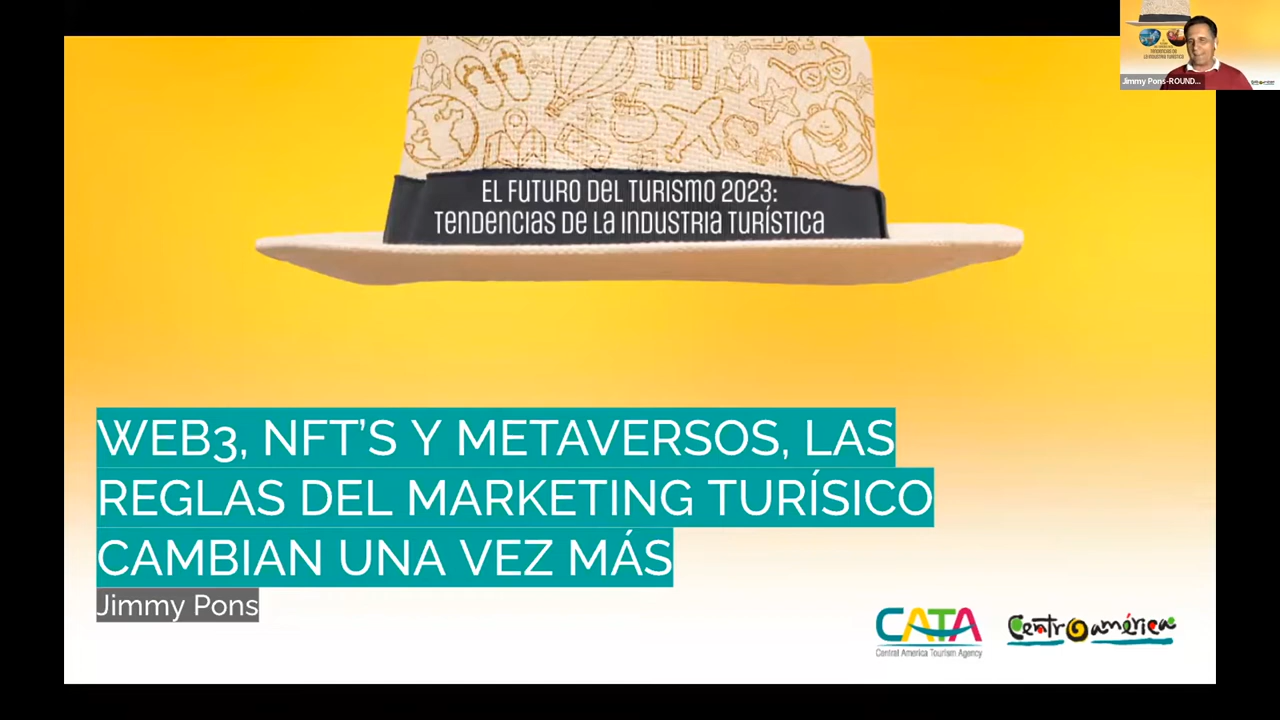 EL FUTURO DEL TURISMO 2023:
TENDENCIAS DE LA INDUSTRIA TURÍSTICA
WEB3, NFT'S Y METAVERSOS, LAS
REGLAS DEL MARKETING TURÍSICO
CAMBIAN UNA VEZ MÁS
Jimmy Pons
CATA
Central America Tourism Agency
Centroamérica
Jimmy Pons-ROUND...